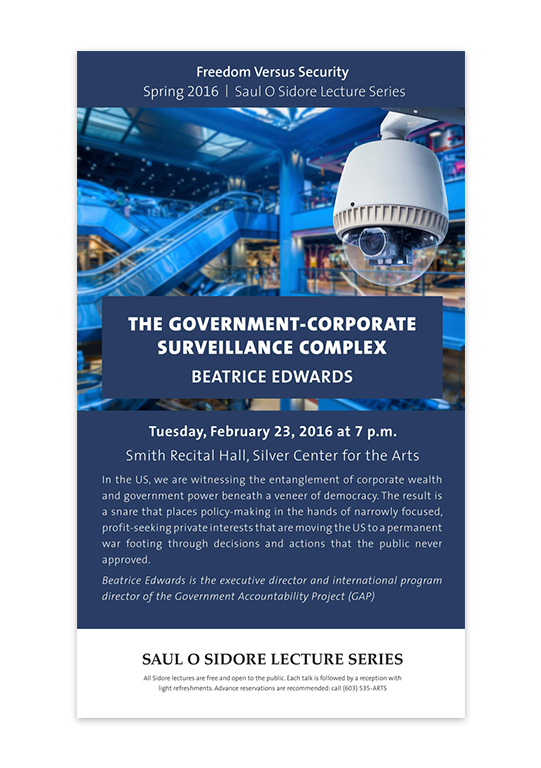 Freedom Versus Security
Spring 2016 | Saul O Sidore Lecture Series
THE GOVERNMENT-CORPORATE
SURVEILLANCE COMPLEX
BEATRICE EDWARDS
Tuesday, February 23, 2016 at 7 p.m.
Smith Recital Hall, Silver Center for the Arts
In the US, we are witnessing the entanglement of corporate wealth
and government power beneath a veneer of democracy. The result is
a snare that places policy-making in the hands of narrowly focused,
profit-seeking private interests that are moving the US to a permanent
war footing through decisions and actions that the public never
approved.
Beatrice Edwards is the executive director and international program
director of the Government Accountability Project (GAP)
SAUL O SIDORE LECTURE SERIES
All Sidore lectures are free and open to the public. Each talk is followed by a reception with
light refreshments. Advance reservations are recommended: call (603) 535-ARTS